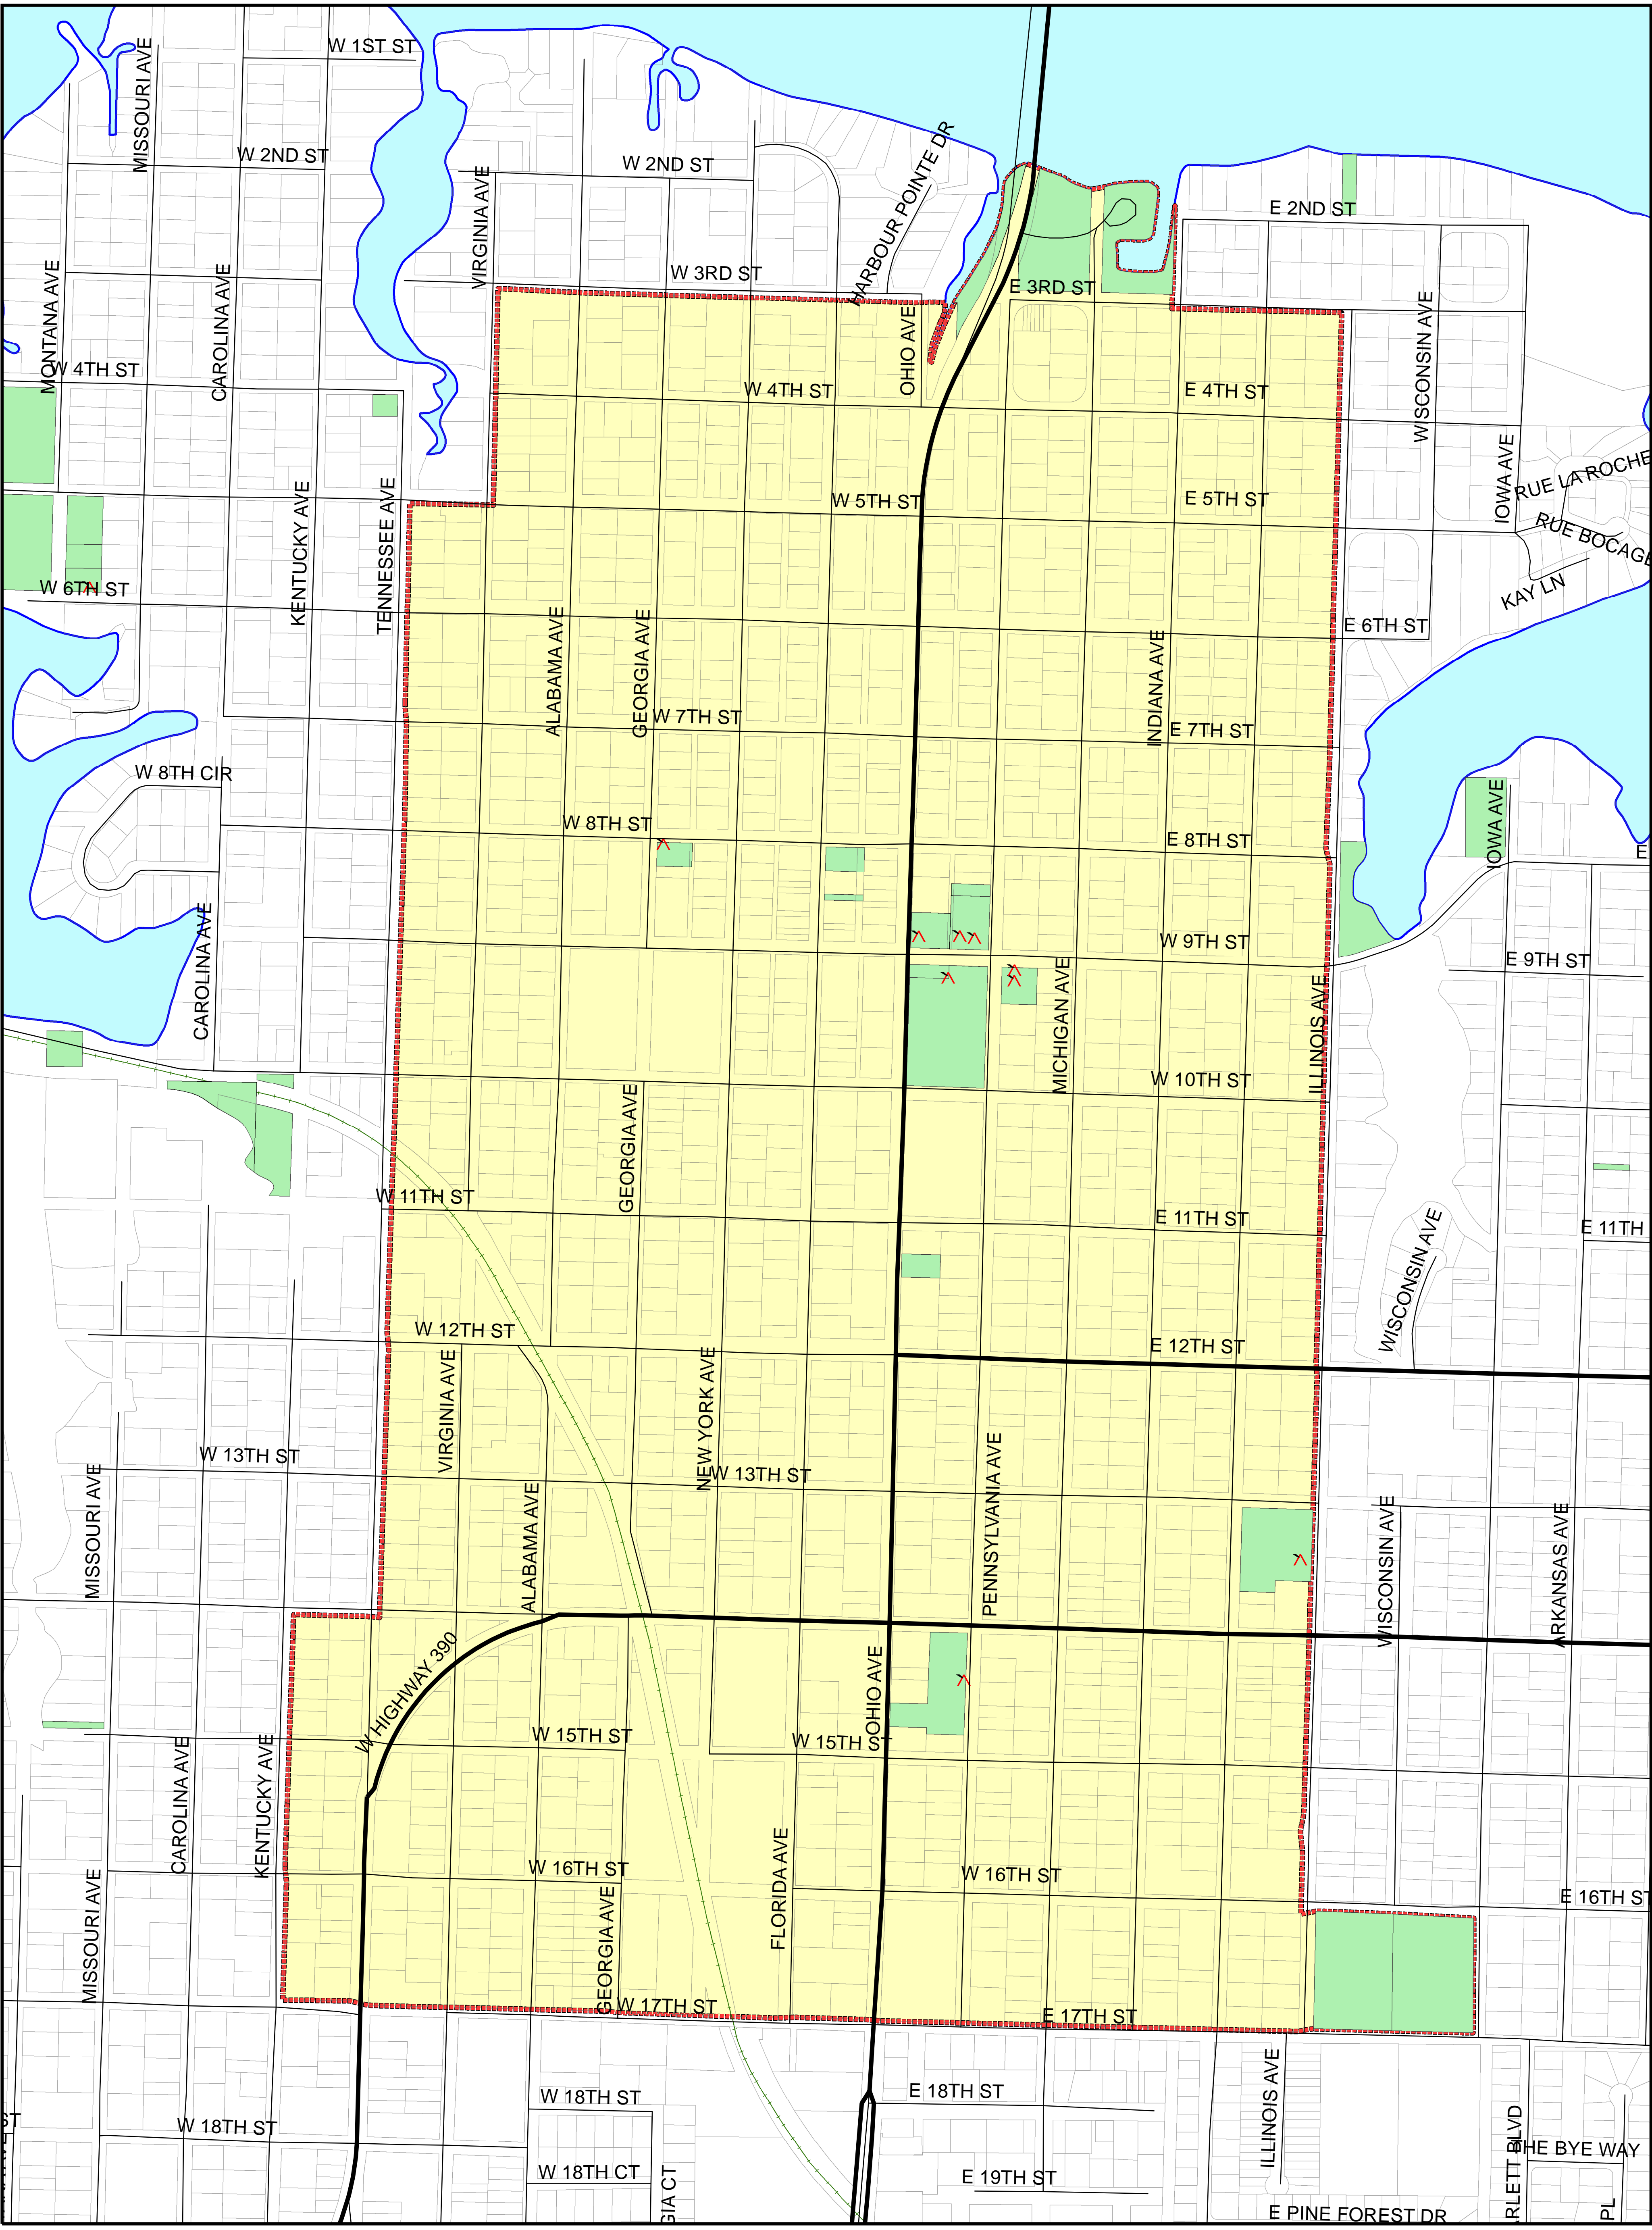 W 1ST ST
MISSOURI AVE
W 2ND ST
W 2ND ST
HARBOUR POINTE DR
VIRGINIA AVE
E 2ND ST
MONTANA AVE
CAROLINA AVE
W 3RD ST
E 3RD ST
OHIO AVE
WISCONSIN AVE
W 4TH ST
W 4TH ST
E 4TH ST
IOWA AVE
RUE LA ROCHE
KENTUCKY AVE
TENNESSEE AVE
W 5TH ST
E 5TH ST
RUE BOCAGE
W 6TH ST
KAY LN
ALABAMA AVE
GEORGIA AVE
INDIANA AVE
E 6TH ST
W 7TH ST
E 7TH ST
W 8TH CIR
W 8TH ST
E 8TH ST
IOWA AVE
E
CAROLINA AVE
W 9TH ST
E 9TH ST
MICHIGAN AVE
ILLINOIS AVE
W 10TH ST
GEORGIA AVE
W 11TH ST
E 11TH ST
E 11TH
WISCONSIN AVE
W 12TH ST
E 12TH ST
VIRGINIA AVE
NEW YORK AVE
W 13TH ST
W 13TH ST
PENNSYLVANIA AVE
MISSOURI AVE
ALABAMA AVE
WISCONSIN AVE
ARKANSAS AVE
W HIGHWAY 390
OHIO AVE
W 15TH ST
W 15TH ST
CAROLINA AVE
KENTUCKY AVE
FLORIDA AVE
W 16TH ST
W 16TH ST
E 16TH ST
MISSOURI AVE
GEORGIA AVE
W 17TH ST
E 17TH ST
W 18TH ST
E 18TH ST
ILLINOIS AVE
ST
W 18TH ST
THE BYE WAY
W 18TH CT
E 19TH ST
GIA CT
ARLETT BLVD
PL
E PINE FOREST DR